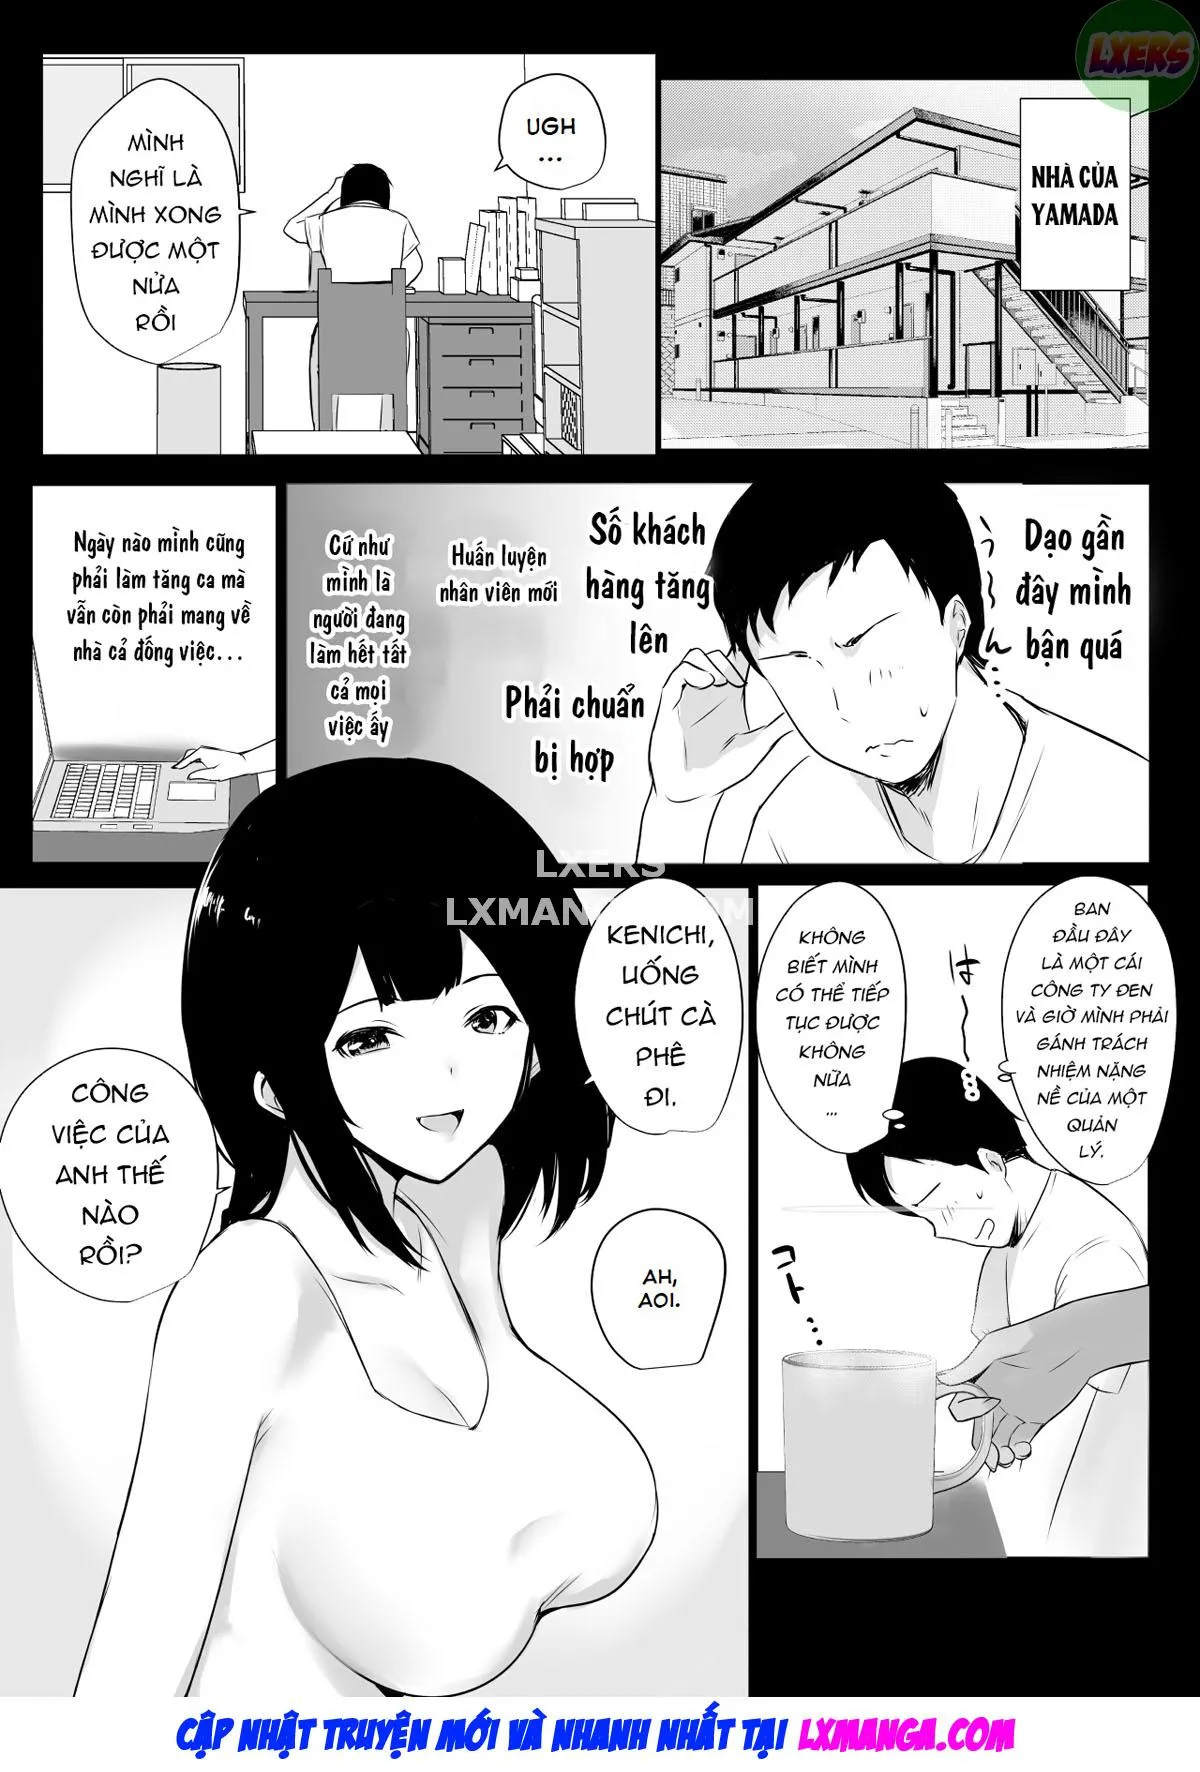 LXERS
NHÀ CỦA
YAMADA
UGH
...
MÌNH
NGHĨ LÀ
MÌNH XONG
ĐƯỢC MỘT
NỬA
RỒI
Dạo gần
đây mình
bận quá
う〜〜ん…
Số khách
hàng tăng
lên
Phải chuẩn
bị họp
Huấn luyện
nhân viên mới
Cứ như
mình là
người đang
làm hết tất
cả mọi
việc ấy
Ngày nào mình cũng
phải làm tăng ca mà
vẫn còn phải mang về
nhà cả đống việc...
LXERS
LXMANGA.COM
BAN
ĐẦU ĐÂY
LÀ MỘT CÁI
CÔNG TY ĐEN
VÀ GIỜ MÌNH PHẢI
GÁNH TRÁCH
NHIỆM NẶNG
NỀ CỦA MỘT
QUẢN
LÝ.
は〜〜…
KHÔNG
BIẾT MÌNH
CÓ THỂ TIẾP
TỤC ĐƯỢC
KHÔNG
NỮA
...
コト…
KENICHI,
UỐNG
CHÚT CÀ
PHÊ
ĐI.
AH,
AOI.
CÔNG
VIỆC CỦA
ANH THẾ
NÀO
RỒI?
CẬP NHẬT TRUYỆN MỚI VÀ NHANH NHẤT TẠI LXMANGA.COM